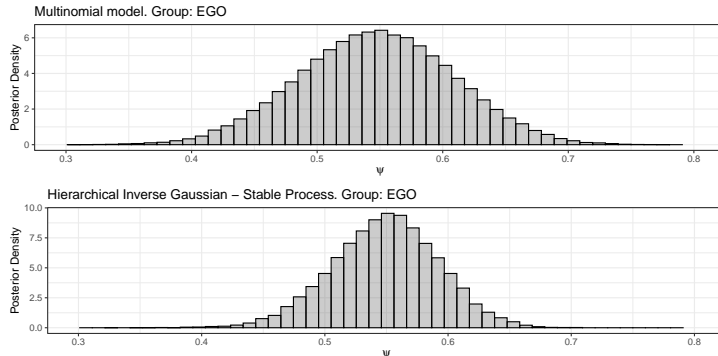 Multinomial model. Group: EGO
Posterior Density
6
4
2
0
0.3 0.4 0.5 0.6 0.7 0.8
ψ
Hierarchical Inverse Gaussian − Stable Process. Group: EGO
Posterior Density
10.0
7.5
5.0
2.5
0.0
0.3 0.4 0.5 0.6 0.7 0.8
ψ